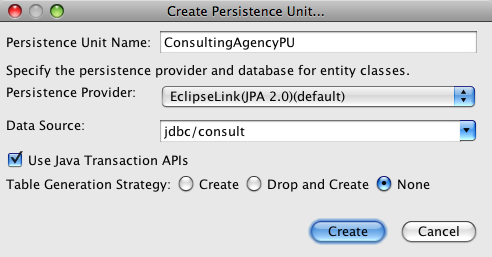 Create Persistence Unit...
Persistence Unit Name: ConsultingAgencyPU
Specify the persistence provider and database for entity classes.
Persistence Provider: EclipseLink(JPA 2.0)(default)
Data Source: jdbc/consult
Use Java Transaction APIs
Table Generation Strategy: Create Drop and Create None
Create Cancel